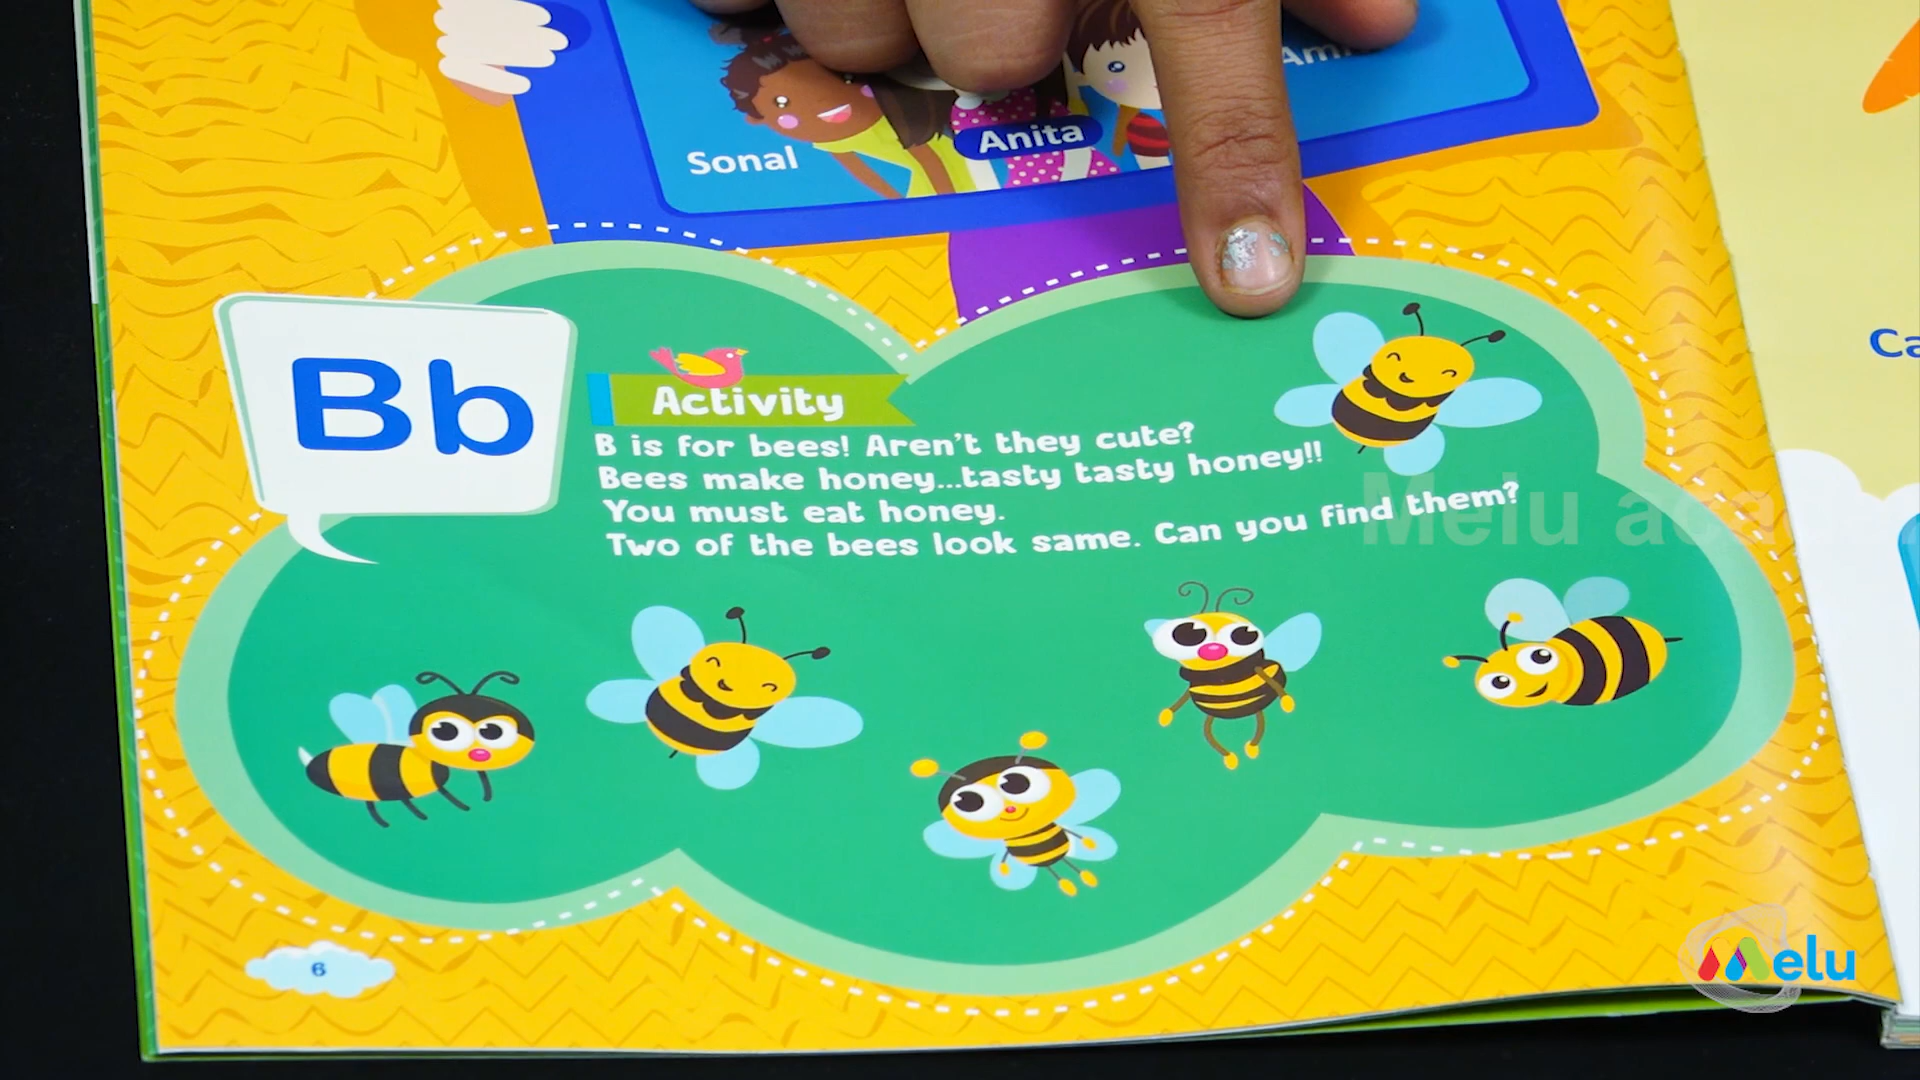 Sonal
Anita
Bb
Activity
B is for bees! Aren't they cute?
Bees make honey...tasty tasty honey!!
You must eat honey.
Two of the bees look same. Can you find them?
Melu
6
Melu